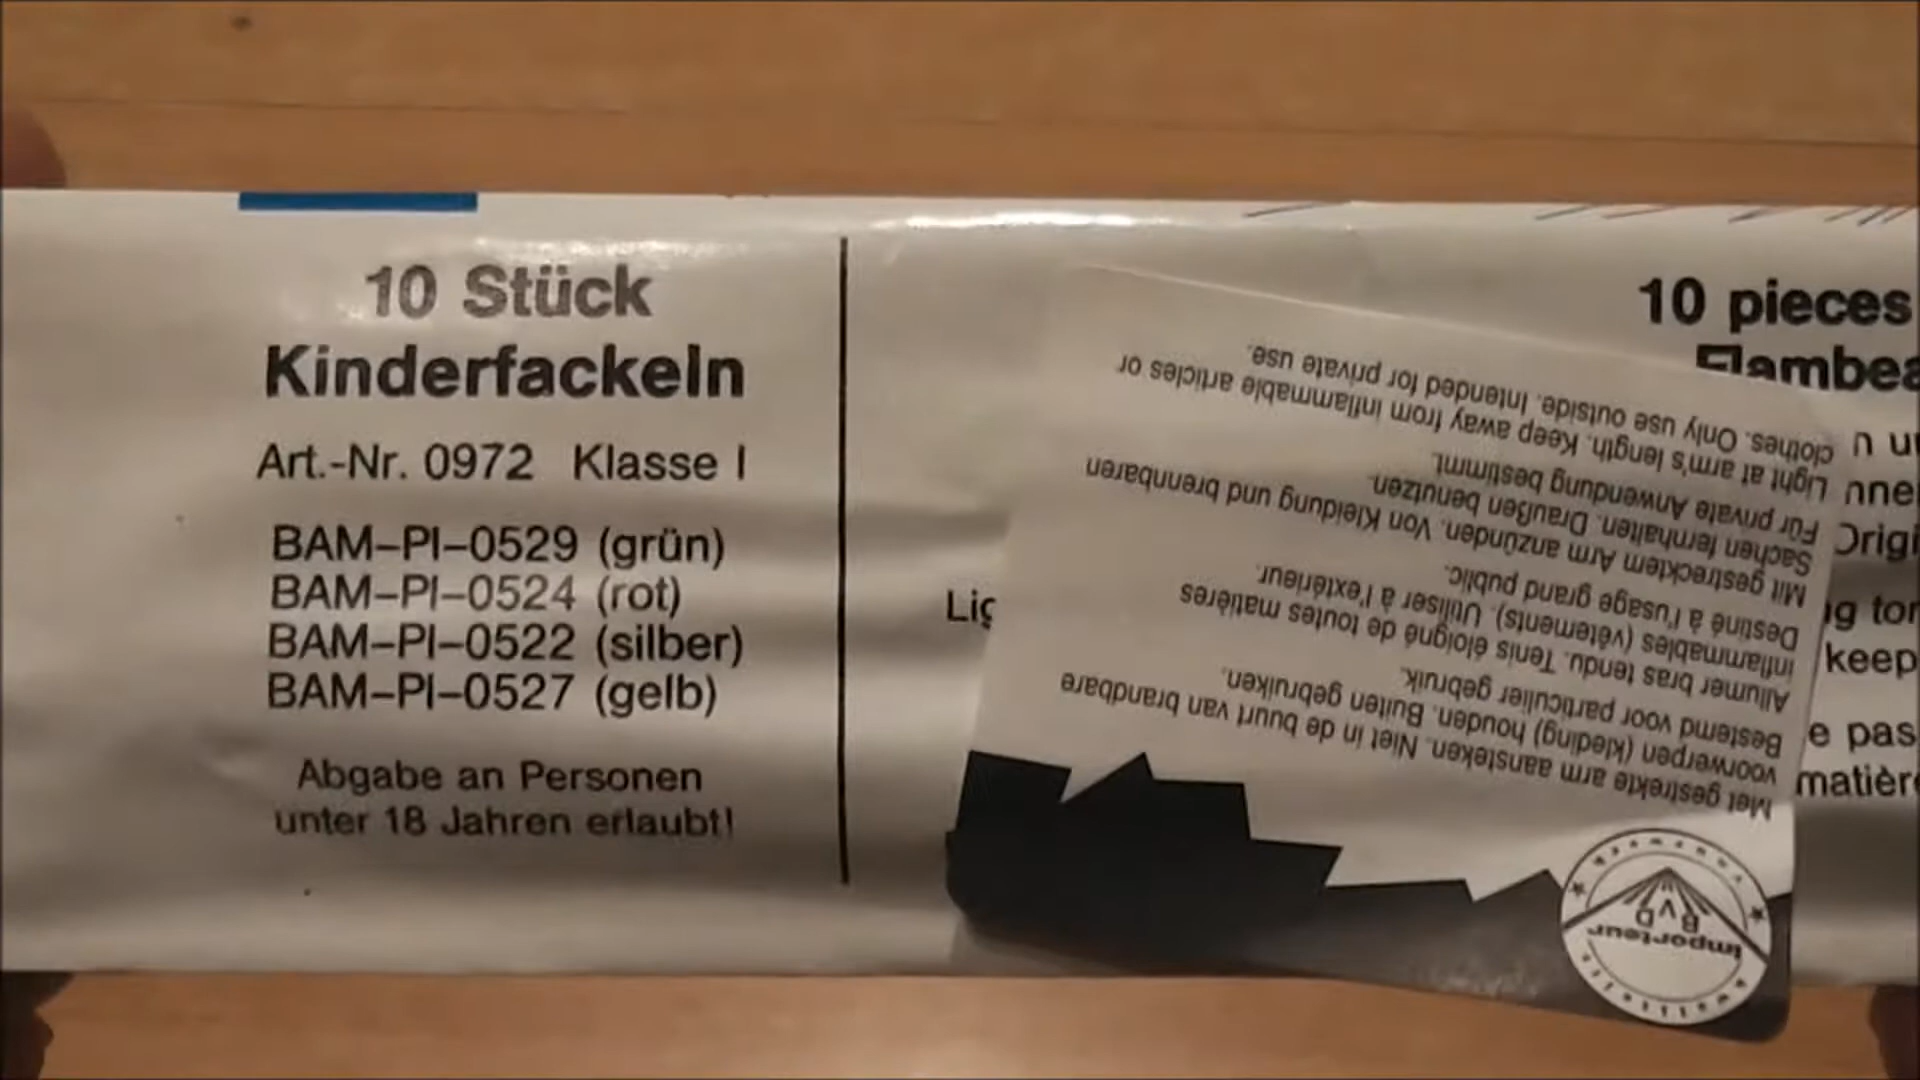 10 Stück
Kinderfackeln
Art.-Nr. 0972 Klasse I
BAM-PI-0529 (grün)
BAM-PI-0524 (rot)
BAM-PI-0522 (silber)
BAM-PI-0527 (gelb)
Abgabe an Personen
unter 18 Jahren erlaubt!
10 pieces
Met gestrekte arm aansteken. Niet in de buurt van brandbare
voorwerpen (kleding) houden. Buiten gebruiken.
Bestemd voor particulier gebruik.
Allumer bras tendu. Tenis éloigné de toutes matières
inflammables (vêtements). Utiliser à l'extérieur.
Destiné à l'usage grand public.
Mit gestrecktem Arm anzünden. Von Kleidung und brennbaren
Sachen fernhalten. Draußen benutzen.
Für private Anwendung bestimmt.
Light at arm's length. Keep away from inflammable articles or
clothes. Only use outside. Intended for private use.
keep
Importeur
BVD